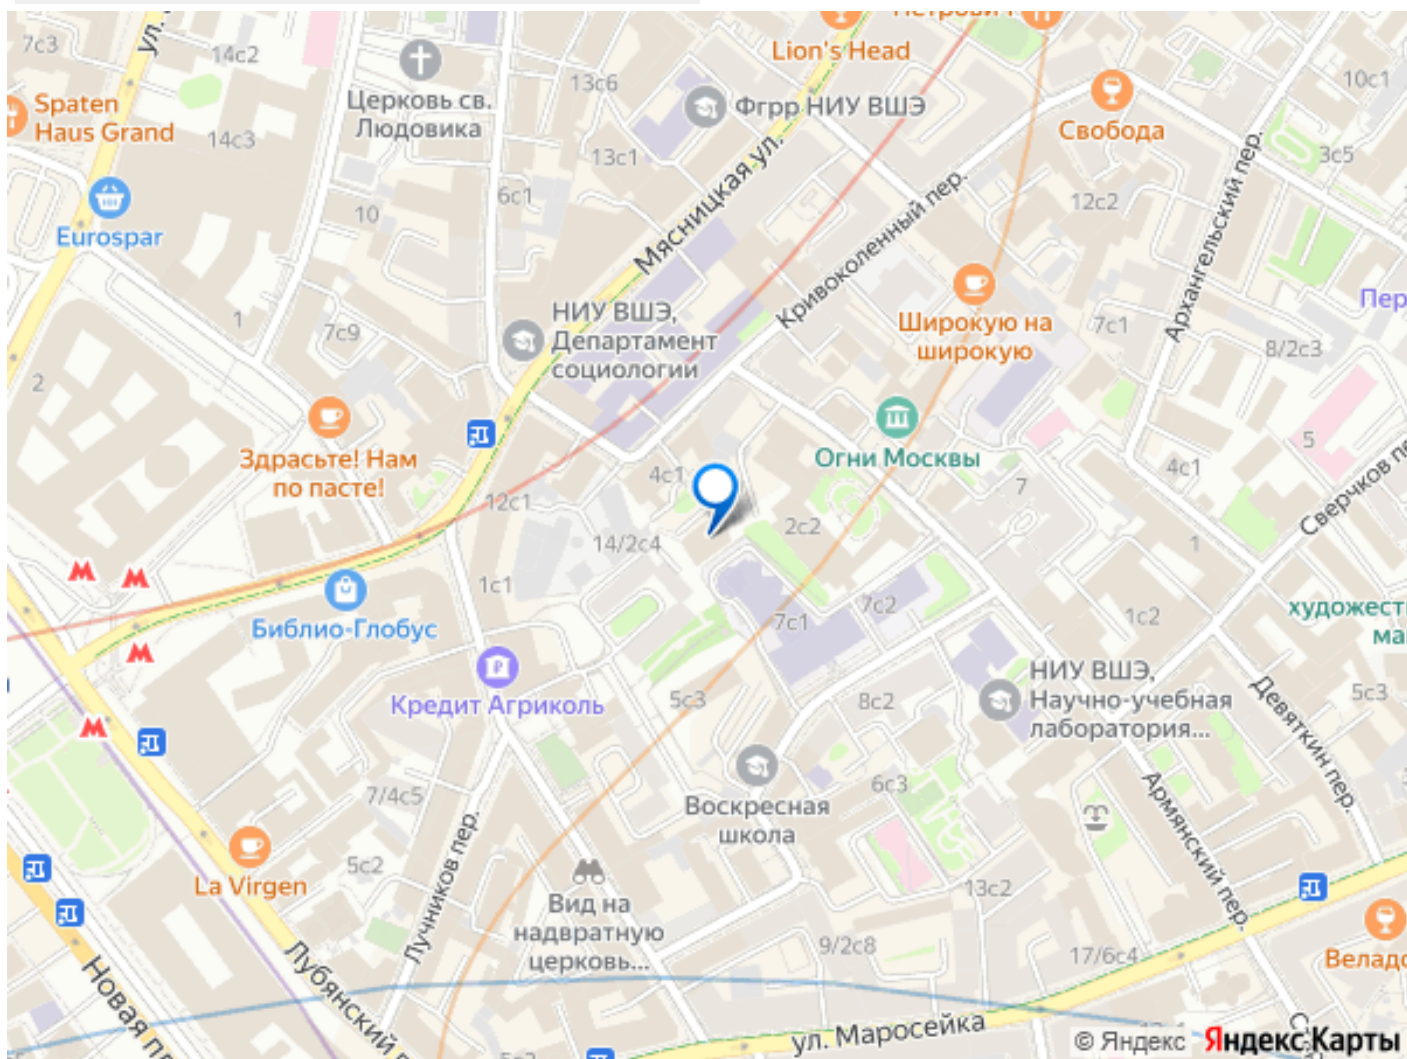 7с3
ул.
14с2
Lion's Head
10с1
13с6
Spaten
Haus Grand
Церковь св.
Людовика
Фгрр НИУ ВШЭ
Свобода
14с3
13с1
3с5
6с1
10
12с2
Мясницкая ул.
Кривоколенный пер.
Архангельский пер.
Eurospar
Пер
1
7с9
НИУ ВШЭ,
Департамент
социологии
Широкую на
широкую
7с1
8/2с3
2
5
Здрасьте! Нам
по пасте!
Огни Москвы
4с1
4с1
7
Сверчков пе
12с1
14/2с4
2с2
1
1с1
7с2
1с2
художест
ма
Библио-Глобус
7с1
Кредит Агриколь
5с3
8с2
НИУ ВШЭ,
Научно-учебная
лаборатория...
5с3
Девяткин пер.
7/4с5
6с3
Воскресная
школа
Армянский пер.
Лучников пер.
5с2
La Virgen
13с2
Вид на
надвратную
церковь...
9/2с8
17/6с4
Веладо
Лубянский п
Новая пл
ул. Маросейка
5с2
© Яндекс Яндекс Карты